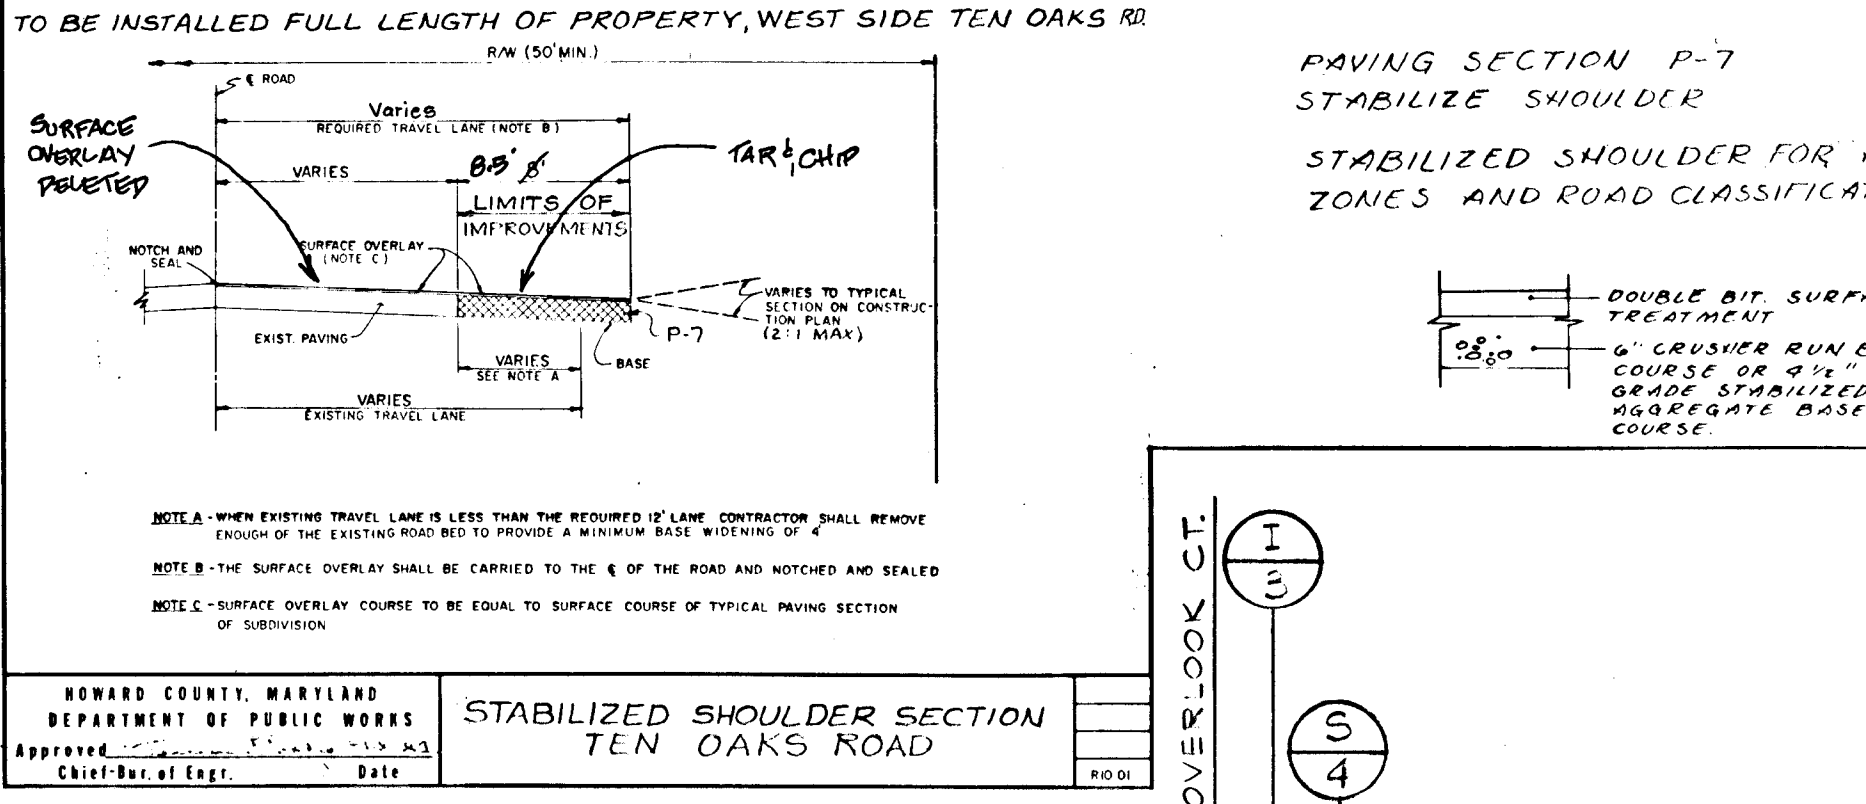 TO BE INSTALLED FULL LENGTH OF PROPERTY, WEST SIDE TEN OAKS RD.
R/W (50' MIN.)
℄ ROAD
Varies
REQUIRED TRAVEL LANE (NOTE B)
SURFACE
OVERLAY
DELETED
TAR & CHIP
VARIES
8.5' 8'
LIMITS OF
IMPROVEMENTS
NOTCH AND
SEAL
SURFACE OVERLAY
(NOTE C)
VARIES TO TYPICAL
SECTION ON CONSTRUC-
TION PLAN
(2:1 MAX)
EXIST. PAVING
P-7
BASE
VARIES
SEE NOTE A
VARIES
EXISTING TRAVEL LANE
NOTE A - WHEN EXISTING TRAVEL LANE IS LESS THAN THE REQUIRED 12' LANE CONTRACTOR SHALL REMOVE
ENOUGH OF THE EXISTING ROAD BED TO PROVIDE A MINIMUM BASE WIDENING OF 4'
NOTE B - THE SURFACE OVERLAY SHALL BE CARRIED TO THE ℄ OF THE ROAD AND NOTCHED AND SEALED
NOTE C - SURFACE OVERLAY COURSE TO BE EQUAL TO SURFACE COURSE OF TYPICAL PAVING SECTION
OF SUBDIVISION
HOWARD COUNTY, MARYLAND
DEPARTMENT OF PUBLIC WORKS
Approved
Chief-Bur. of Engr. Date
STABILIZED SHOULDER SECTION
TEN OAKS ROAD
R10 01
PAVING SECTION P-7
STABILIZE SHOULDER
STABILIZED SHOULDER FOR
ZONES AND ROAD CLASSIFICAT
DOUBLE BIT. SURFA
TREATMENT
6" CRUSHER RUN B
COURSE OR 4 1/2"
GRADE STABILIZED
AGGREGATE BASE
COURSE.
OVERLOOK CT.
I
3
S
4